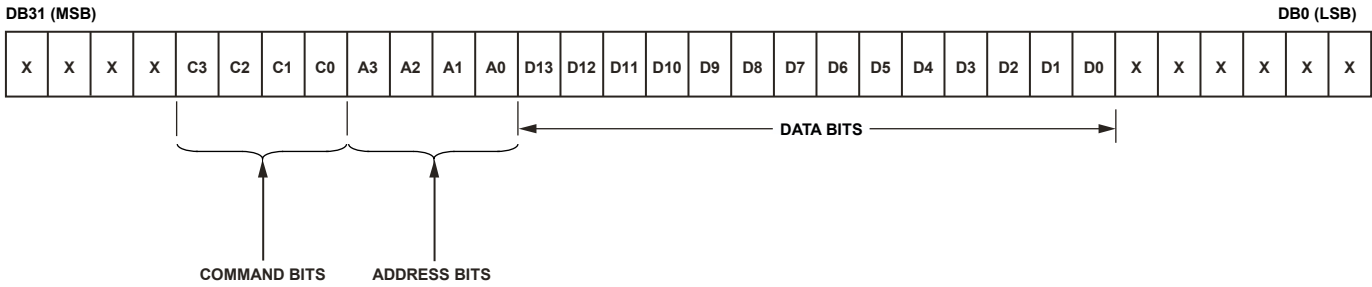 DB31 (MSB) DB0 (LSB)
X X X X C3 C2 C1 C0 A3 A2 A1 A0 D13 D12 D11 D10 D9 D8 D7 D6 D5 D4 D3 D2 D1 D0 X X X X X X
DATA BITS
COMMAND BITS ADDRESS BITS